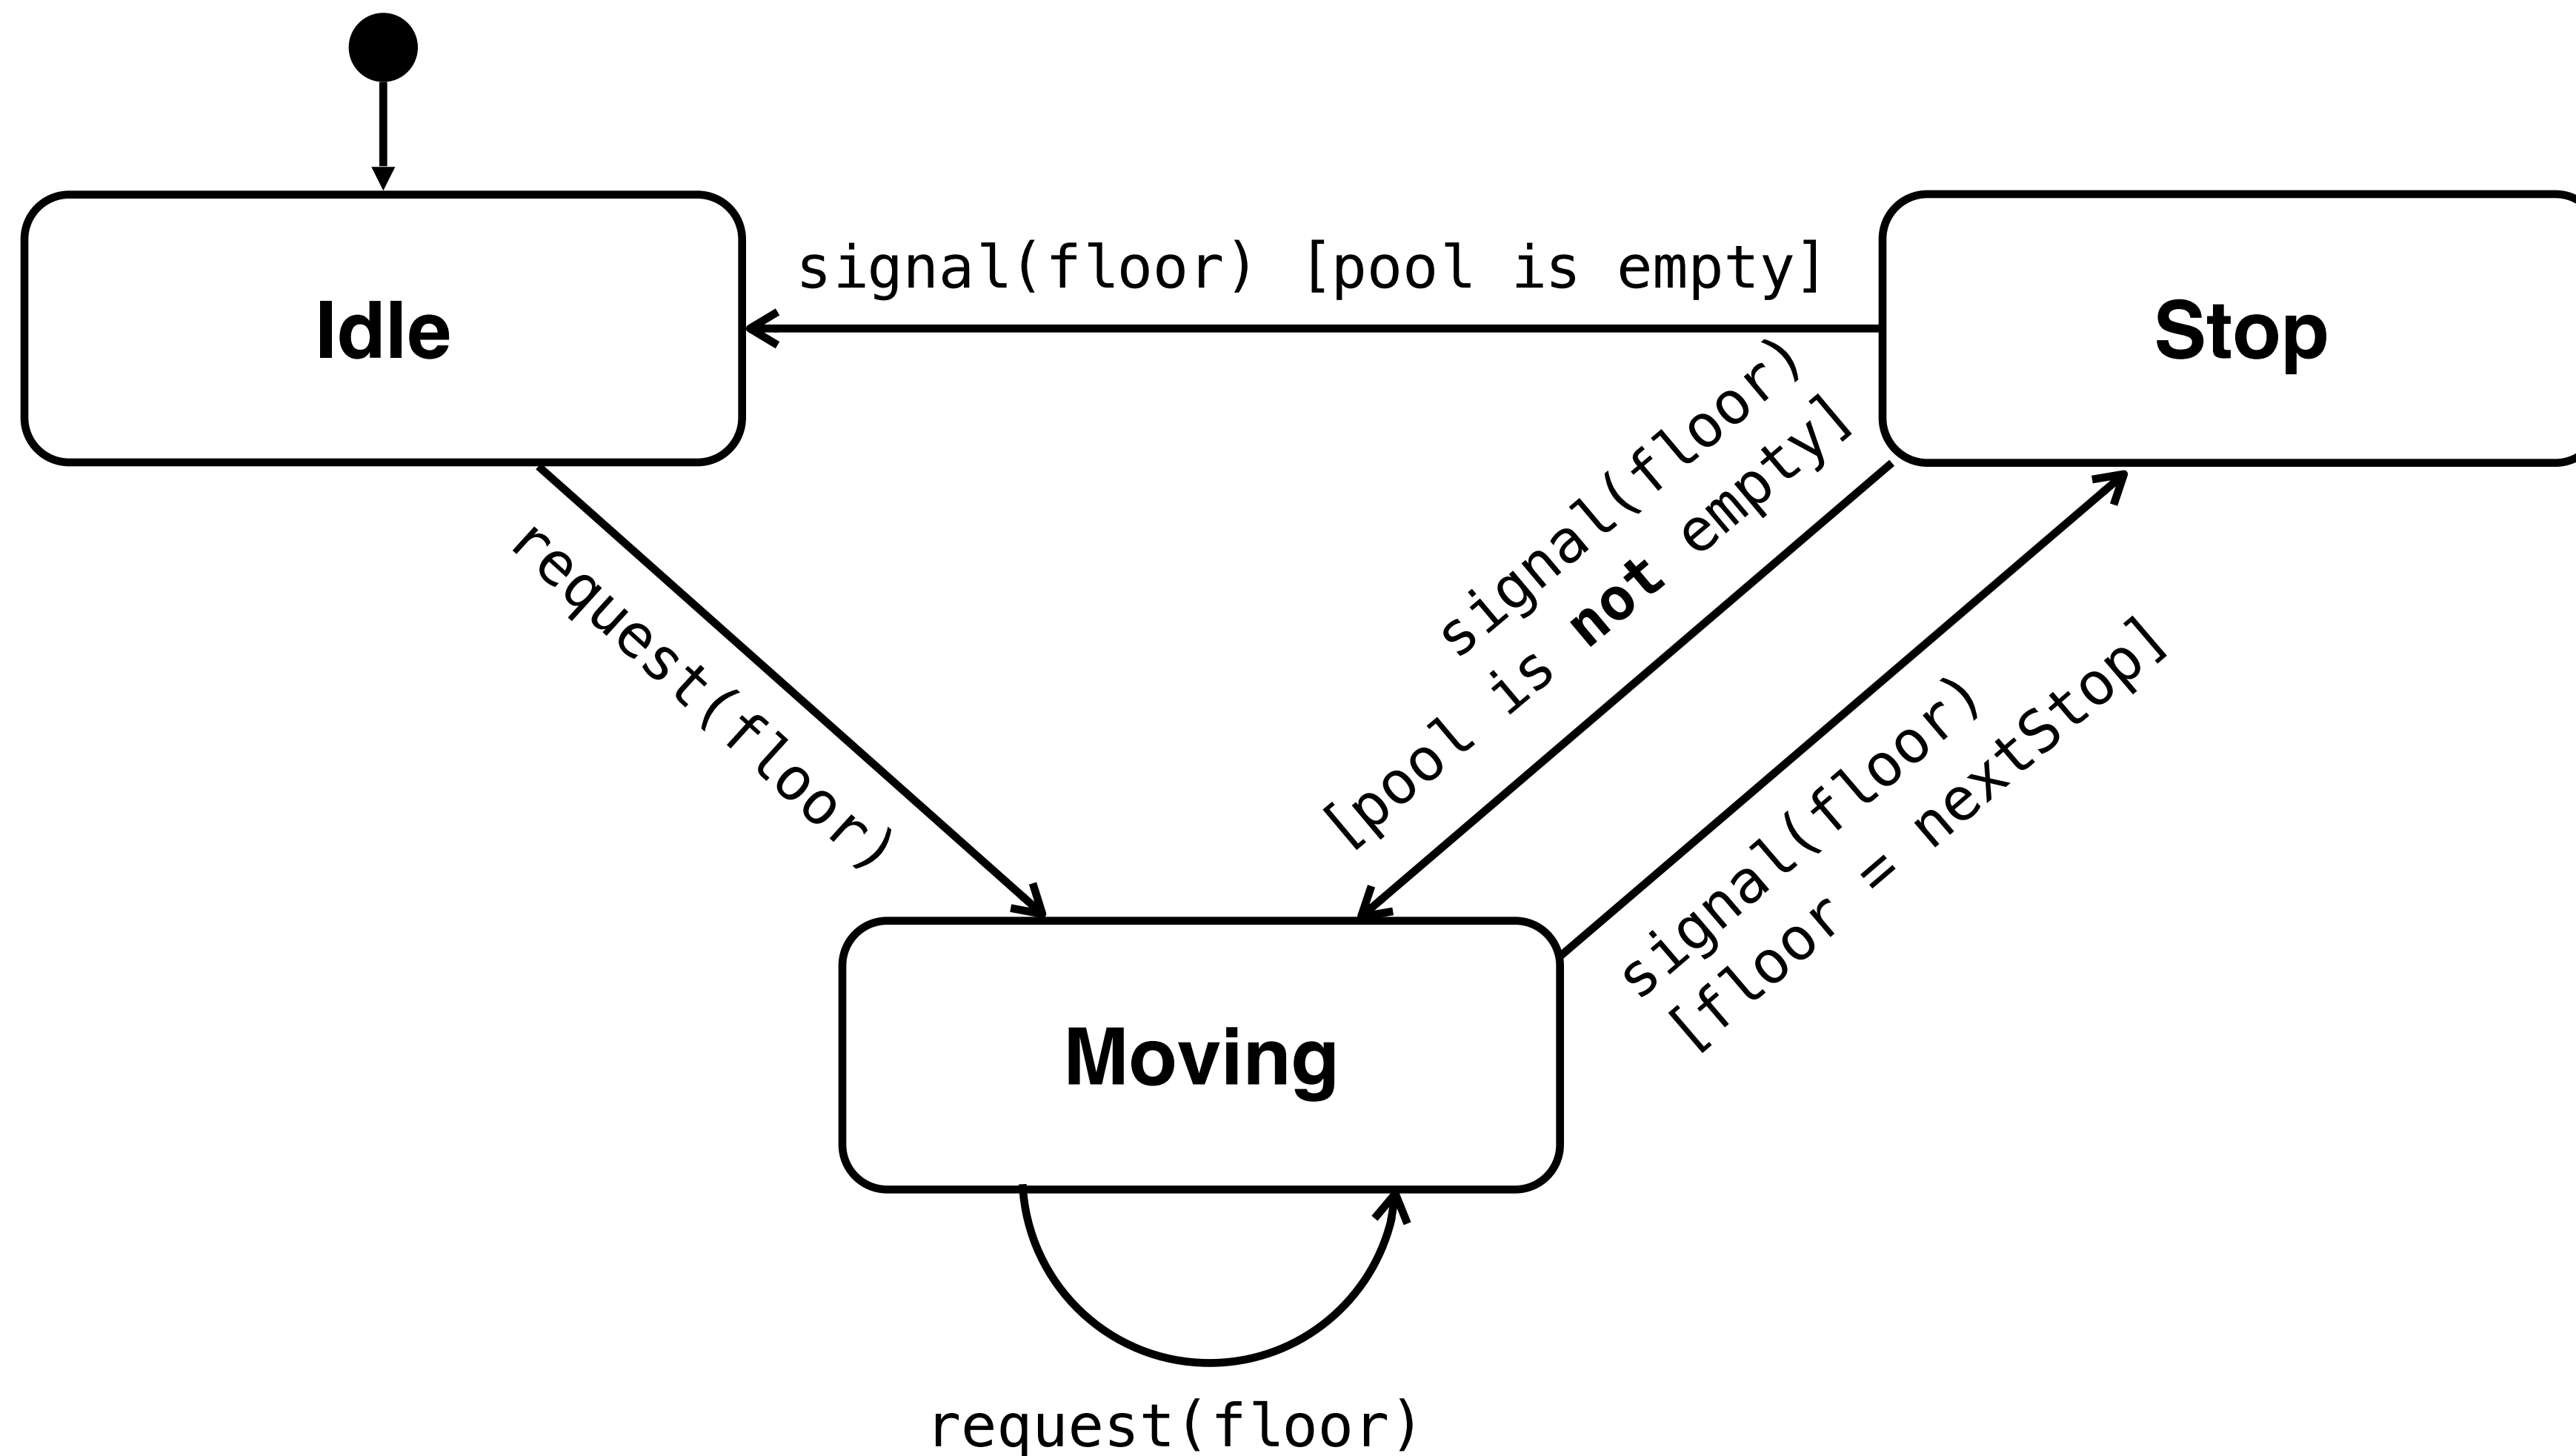 signal(floor) [pool is empty]
Idle
Stop
signal(floor)
[pool is not empty]
request(floor)
signal(floor)
[floor = nextStop]
Moving
request(floor)